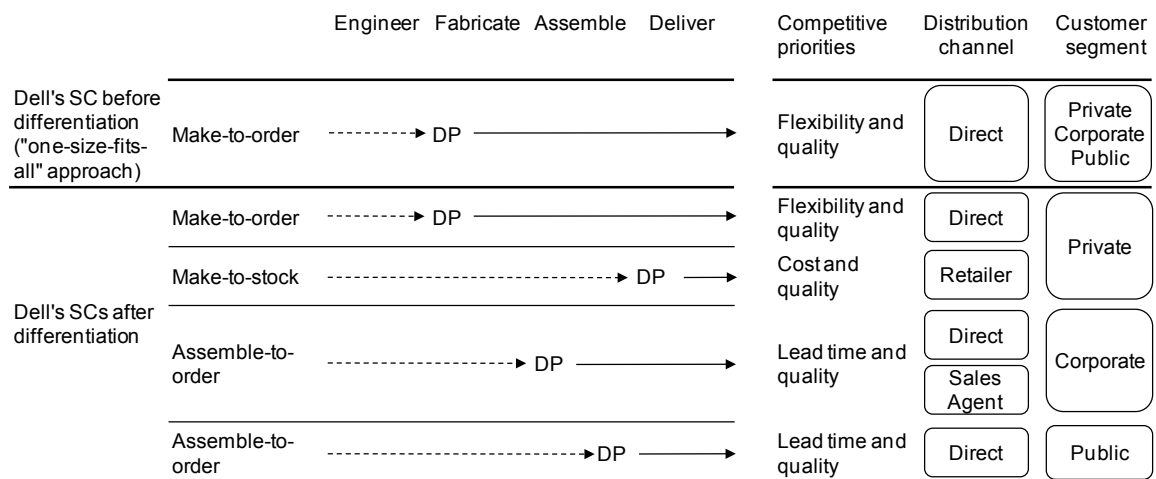 Engineer Fabricate Assemble Deliver Competitive priorities Distribution channel Customer segment
Dell's SC before
differentiation
("one-size-fits-
all" approach)
Make-to-order
DP
Flexibility and
quality
Direct
Private
Corporate
Public
Dell's SCs after
differentiation
Make-to-order
DP
Flexibility and
quality
Direct
Private
Make-to-stock
DP
Cost and
quality
Retailer
Assemble-to-
order
DP
Lead time and
quality
Direct
Sales
Agent
Corporate
Assemble-to-
order
DP
Lead time and
quality
Direct
Public